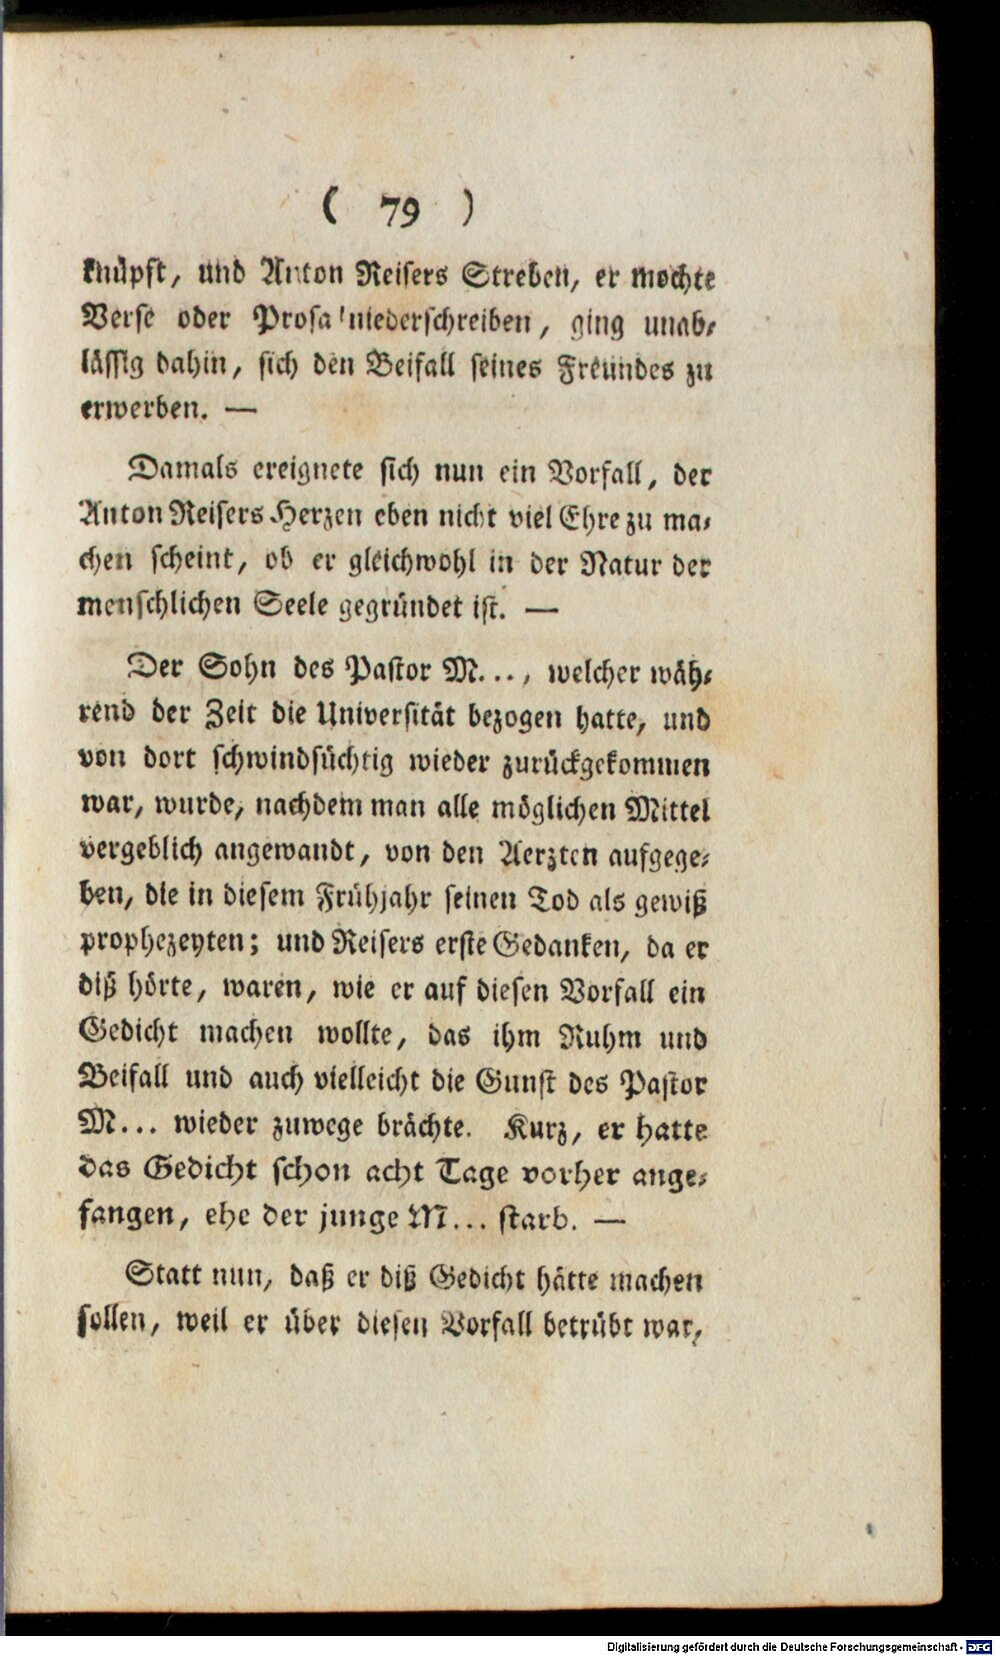 ( 79 )
knüpft, und Anton Reisers Streben, er mochte
Verse oder Prosa niederschreiben, ging unab-
lässig dahin, sich den Beifall seines Freundes zu
erwerben. —
Damals ereignete sich nun ein Vorfall, der
Anton Reisers Herzen eben nicht viel Ehre zu ma-
chen scheint, ob er gleichwohl in der Natur der
menschlichen Seele gegründet ist. —
Der Sohn des Pastor M..., welcher wäh-
rend der Zeit die Universität bezogen hatte, und
von dort schwindsüchtig wieder zurückgekommen
war, wurde, nachdem man alle möglichen Mittel
vergeblich angewandt, von den Aerzten aufgege-
ben, die in diesem Frühjahr seinen Tod als gewiß
prophezeyten; und Reisers erste Gedanken, da er
diß hörte, waren, wie er auf diesen Vorfall ein
Gedicht machen wollte, das ihm Ruhm und
Beifall und auch vielleicht die Gunst des Pastor
M... wieder zuwege brächte. Kurz, er hatte
das Gedicht schon acht Tage vorher ange-
fangen, ehe der junge M... starb. —
Statt nun, daß er diß Gedicht hätte machen
sollen, weil er über diesen Vorfall betrübt war,
Digitalisierung gefördert durch die Deutsche Forschungsgemeinschaft - DFG